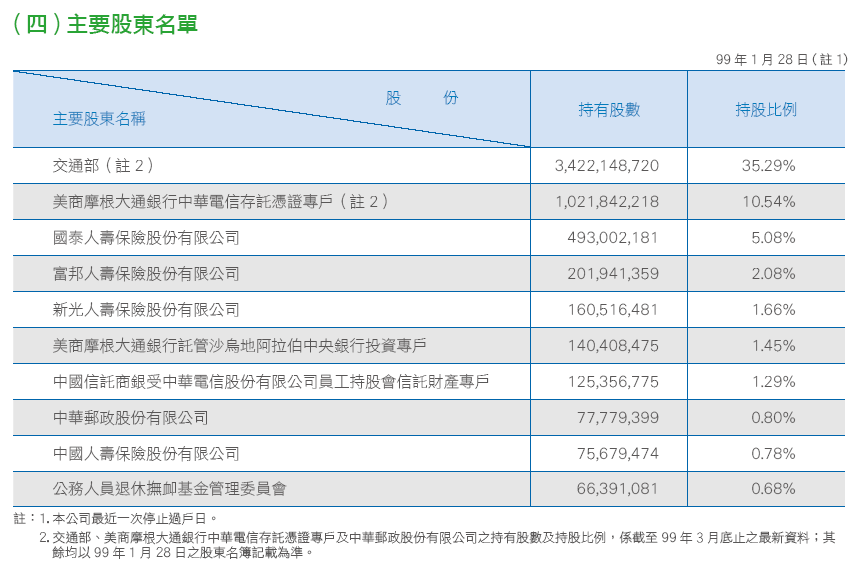 （四）主要股東名單
99 年 1 月 28 日（註 1）
股 份
主要股東名稱 持有股數 持股比例
交通部（註 2） 3,422,148,720 35.29%
美商摩根大通銀行中華電信存託憑證專戶（註 2） 1,021,842,218 10.54%
國泰人壽保險股份有限公司 493,002,181 5.08%
富邦人壽保險股份有限公司 201,941,359 2.08%
新光人壽保險股份有限公司 160,516,481 1.66%
美商摩根大通銀行託管沙烏地阿拉伯中央銀行投資專戶 140,408,475 1.45%
中國信託商銀受中華電信股份有限公司員工持股會信託財產專戶 125,356,775 1.29%
中華郵政股份有限公司 77,779,399 0.80%
中國人壽保險股份有限公司 75,679,474 0.78%
公務人員退休撫卹基金管理委員會 66,391,081 0.68%
註：1. 本公司最近一次停止過戶日。
2. 交通部、美商摩根大通銀行中華電信存託憑證專戶及中華郵政股份有限公司之持有股數及持股比例，係截至 99 年 3 月底止之最新資料；其
餘均以 99 年 1 月 28 日之股東名簿記載為準。